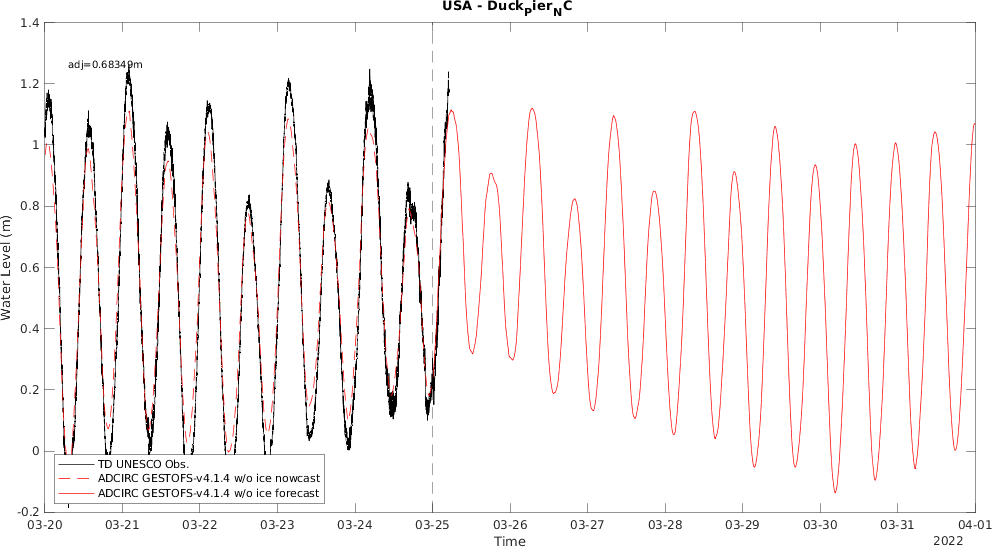 USA - Duck_Pier_NC
adj=0.68349m
1.4
1.2
1
0.8
0.6
0.4
0.2
0
-0.2
Water Level (m)
TD UNESCO Obs.
ADCIRC GESTOFS-v4.1.4 w/o ice nowcast
ADCIRC GESTOFS-v4.1.4 w/o ice forecast
03-20 03-21 03-22 03-23 03-24 03-25 03-26 03-27 03-28 03-29 03-30 03-31 04-01
Time
2022